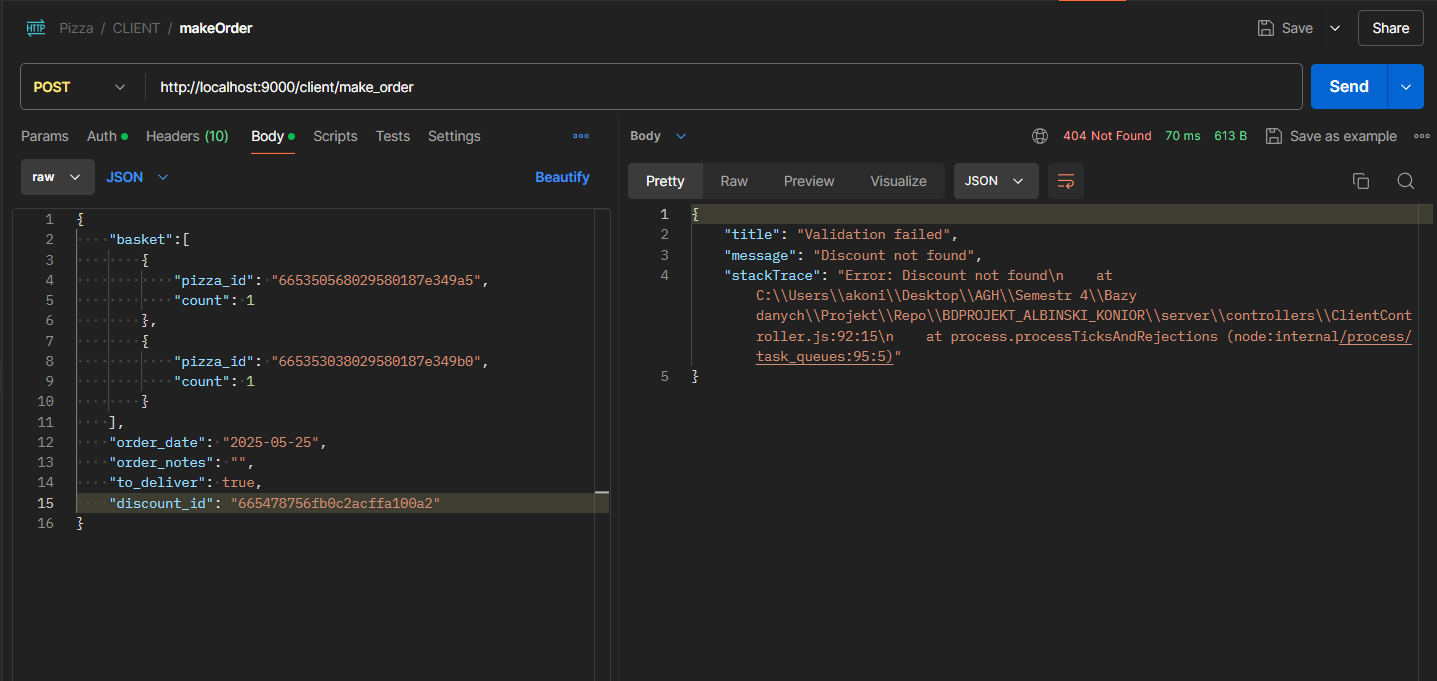 HTTP Pizza / CLIENT / makeOrder
Save
Share
POST
http://localhost:9000/client/make_order
Send
Params Auth Headers (10) Body Scripts Tests Settings
raw
JSON
Beautify
1 {
2 "basket":[
3 {
4 "pizza_id": "665350568029580187e349a5",
5 "count": 1
6 },
7 {
8 "pizza_id": "665353038029580187e349b0",
9 "count": 1
10 }
11 ],
12 "order_date": "2025-05-25",
13 "order_notes": "",
14 "to_deliver": true,
15 "discount_id": "665478756fb0c2acffa100a2"
16 }
Body
404 Not Found 70 ms 613 B Save as example
Pretty Raw Preview Visualize JSON
1 {
2 "title": "Validation failed",
3 "message": "Discount not found",
4 "stackTrace": "Error: Discount not found\n    at
C:\\Users\\akoni\\Desktop\\AGH\\Semestr 4\\Bazy
danych\\Projekt\\Repo\\BDPROJEKT_ALBINSKI_KONIOR\\server\\controllers\\ClientCont
roller.js:92:15\n    at process.processTicksAndRejections (node:internal/process/
task_queues:95:5)"
5 }